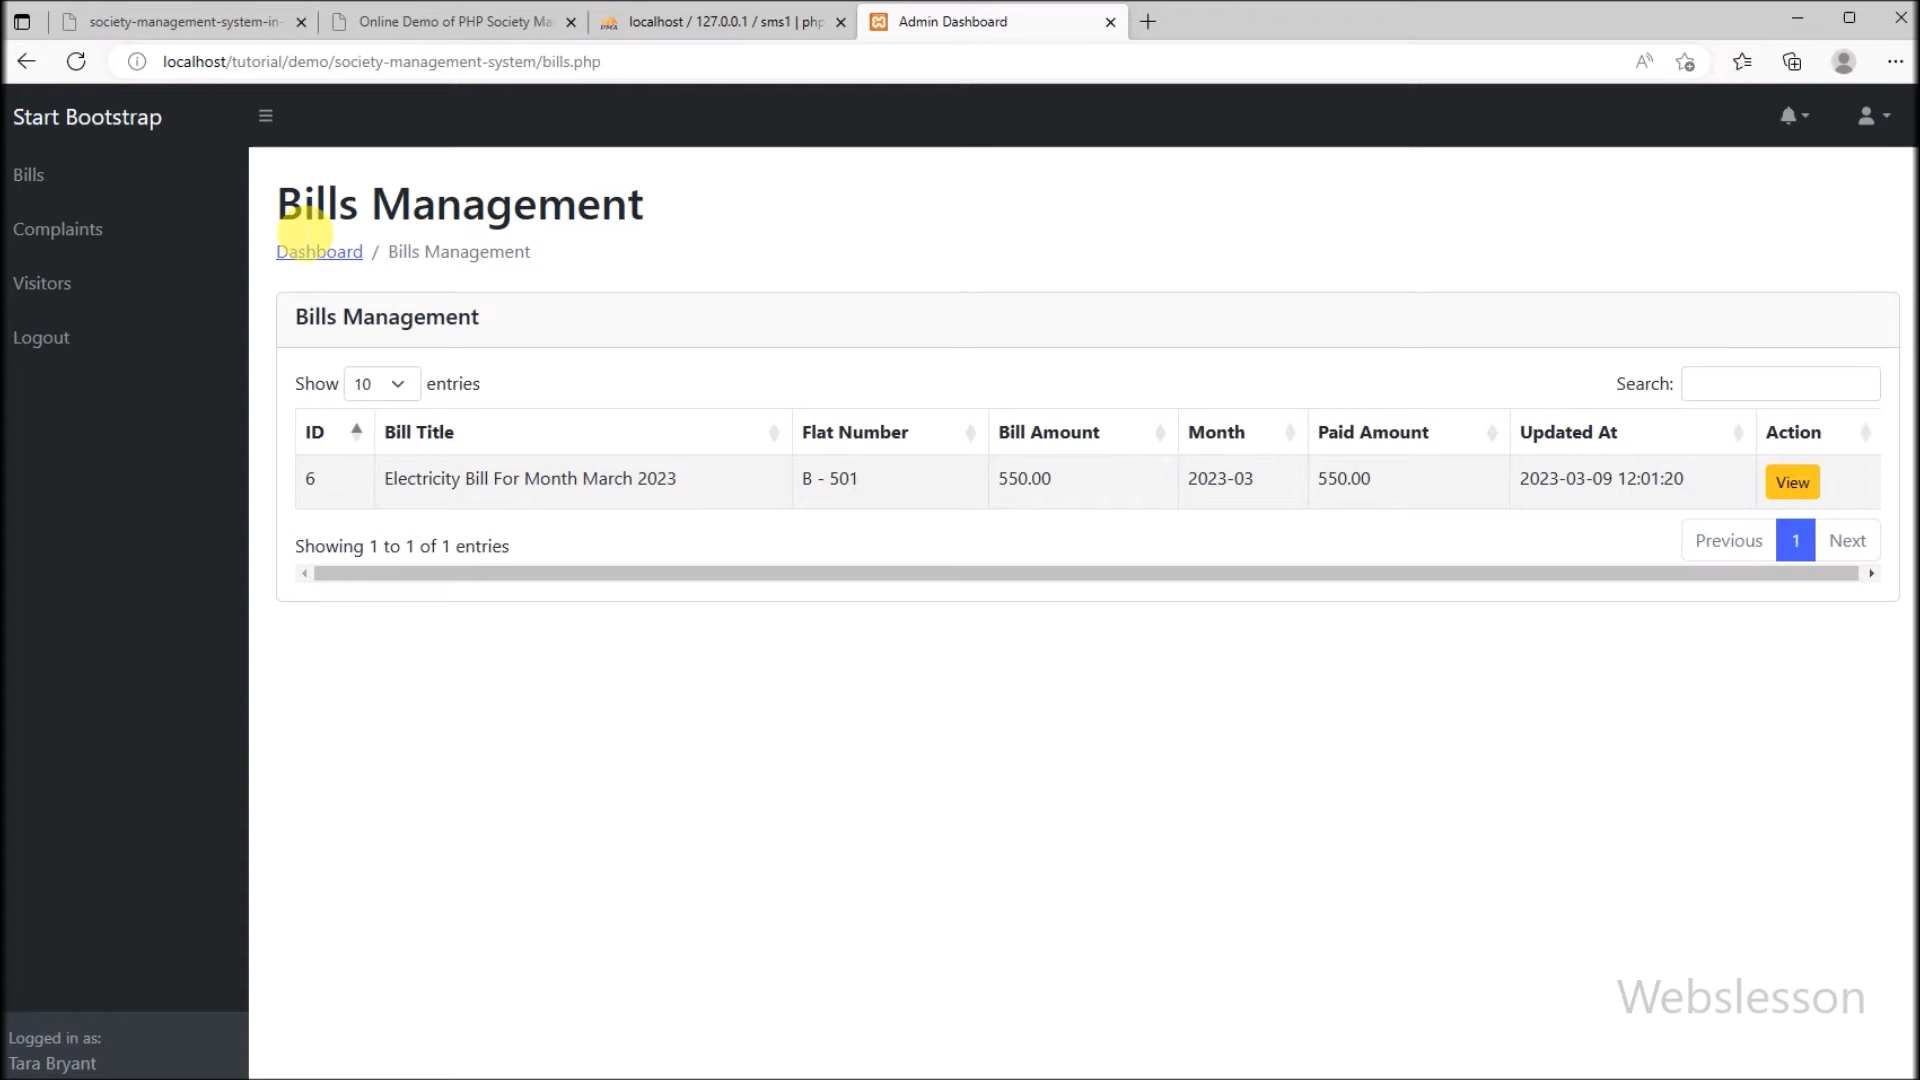 society-management-system-in-
Online Demo of PHP Society Ma
localhost / 127.0.0.1 / sms1 | php
Admin Dashboard
localhost/tutorial/demo/society-management-system/bills.php
Start Bootstrap
Bills
Complaints
Visitors
Logout
Bills Management
Dashboard / Bills Management
Bills Management
Show 10 entries
Search:
ID Bill Title Flat Number Bill Amount Month Paid Amount Updated At Action
6 Electricity Bill For Month March 2023 B - 501 550.00 2023-03 550.00 2023-03-09 12:01:20 View
Showing 1 to 1 of 1 entries
Previous 1 Next
Webslesson
Logged in as:
Tara Bryant